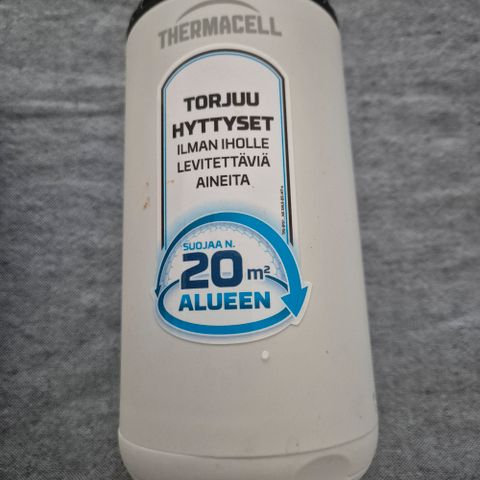 THERMACELL
TORJUU
HYTTYSET
ILMAN IHOLLE
LEVITETTÄVIÄ
AINEITA
SUOJAA N.
20 m²
ALUEEN